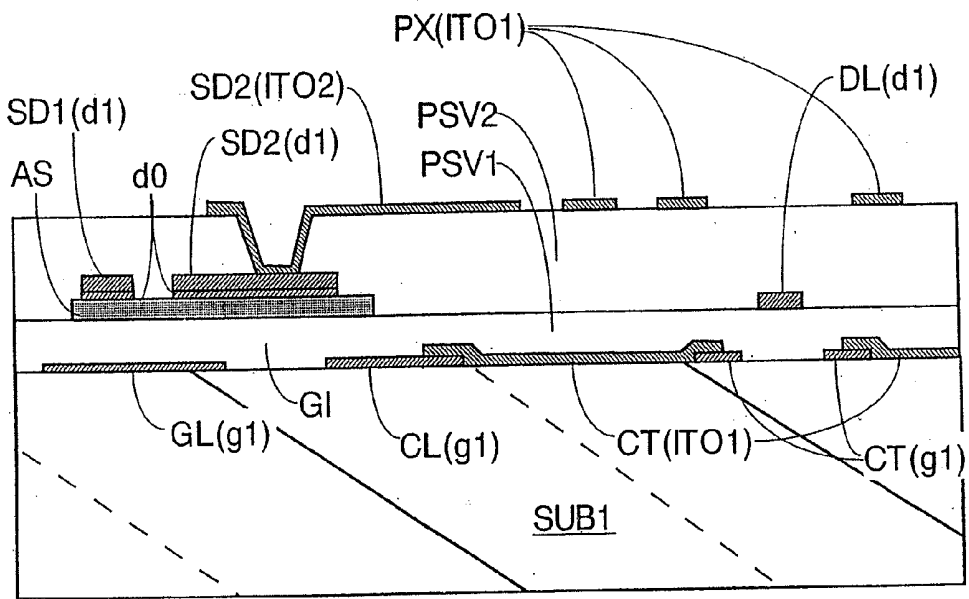 PX(ITO1)
SD2(ITO2)
DL(d1)
SD1(d1)
PSV2
SD2(d1)
PSV1
AS
d0
GI
GL(g1)
CL(g1)
CT(ITO1)
CT(g1)
SUB1